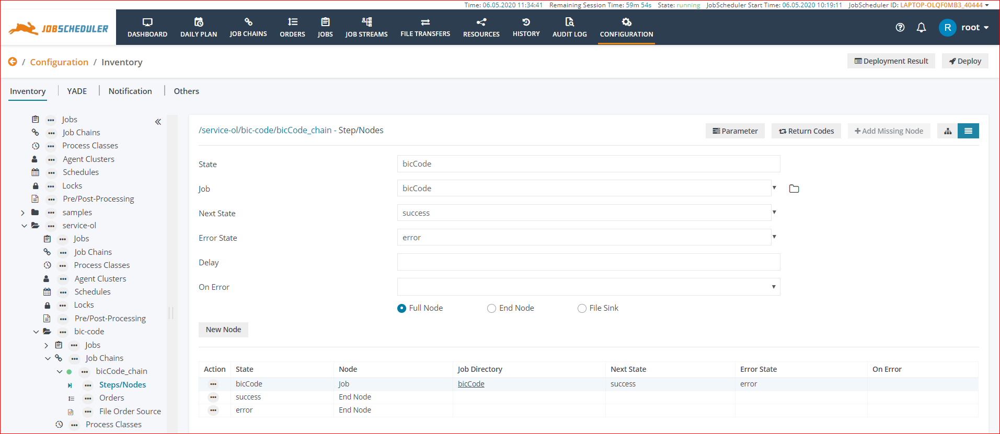 Time: 06.05.2020 11:34:41 Remaining Session Time: 59m 54s State: running JobScheduler Start Time: 06.05.2020 10:19:11 JobScheduler ID: LAPTOP-OLQF0MB3_40444
JOBSCHEDULER
DASHBOARD DAILY PLAN JOB CHAINS ORDERS JOBS JOB STREAMS FILE TRANSFERS RESOURCES HISTORY AUDIT LOG CONFIGURATION R root
/ Configuration / Inventory Deployment Result Deploy
Inventory YADE Notification Others
Jobs
Job Chains
Process Classes
Agent Clusters
Schedules
Locks
Pre/Post-Processing
samples
service-ol
Jobs
Job Chains
Process Classes
Agent Clusters
Schedules
Locks
Pre/Post-Processing
bic-code
Jobs
Job Chains
bicCode_chain
Steps/Nodes
Orders
File Order Source
Process Classes
/service-ol/bic-code/bicCode_chain - Step/Nodes Parameter Return Codes Add Missing Node
State bicCode
Job bicCode
Next State success
Error State error
Delay
On Error
Full Node End Node File Sink
New Node
Action State Node Job Directory Next State Error State On Error
bicCode Job bicCode success error
success End Node
error End Node